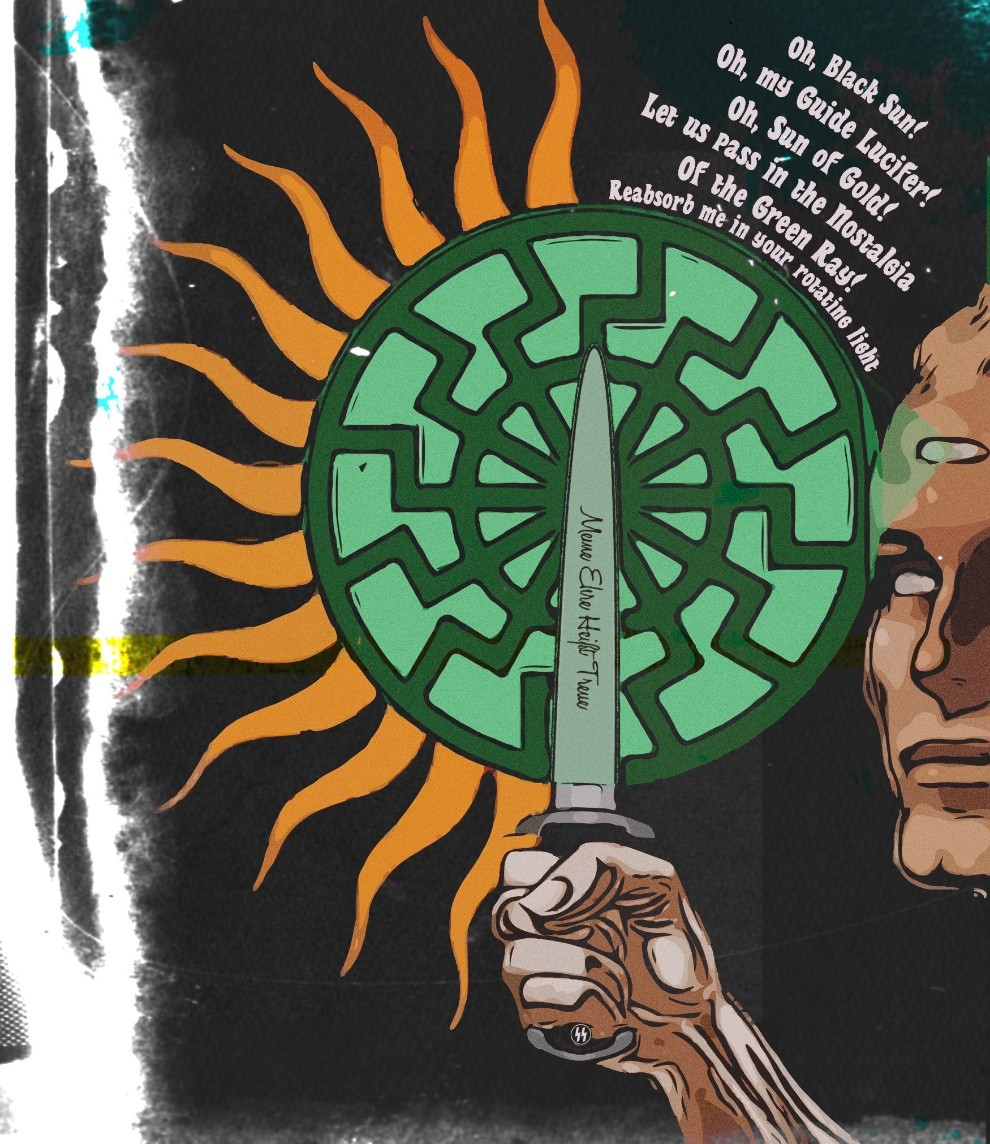 Oh, Black Sun!
Oh, my Guide Lucifer!
Oh, Sun of Gold!
Let us pass in the Nostalgia
Of the Green Ray!
Reabsorb me in your rotating light
Meine Ehre Heißt Treue
SS